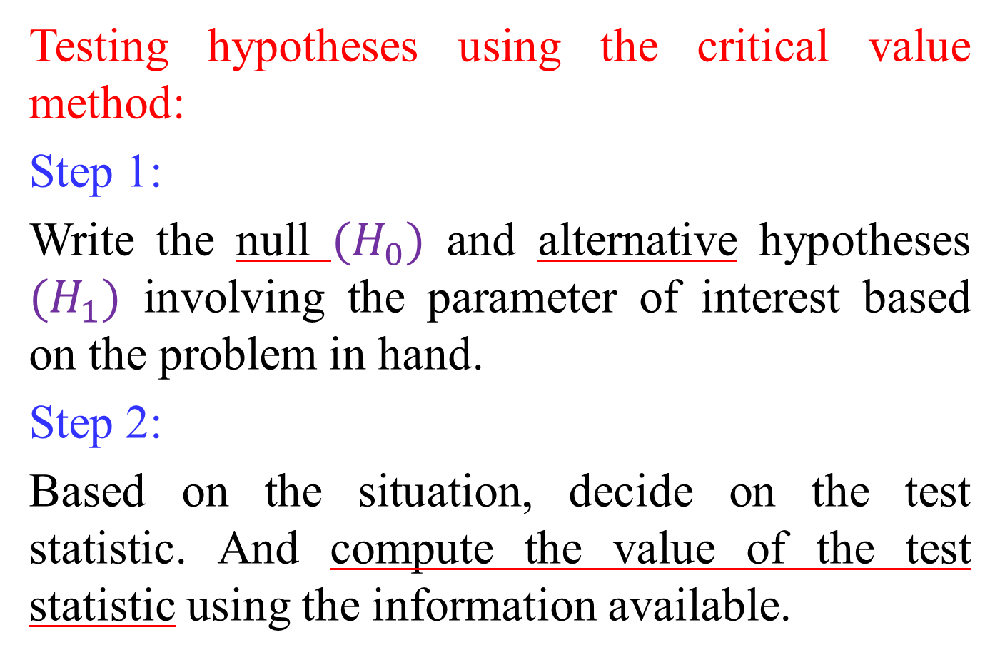 Testing hypotheses using the critical value
method:
Step 1:
Write the null (H₀) and alternative hypotheses
(H₁) involving the parameter of interest based
on the problem in hand.
Step 2:
Based on the situation, decide on the test
statistic. And compute the value of the test
statistic using the information available.